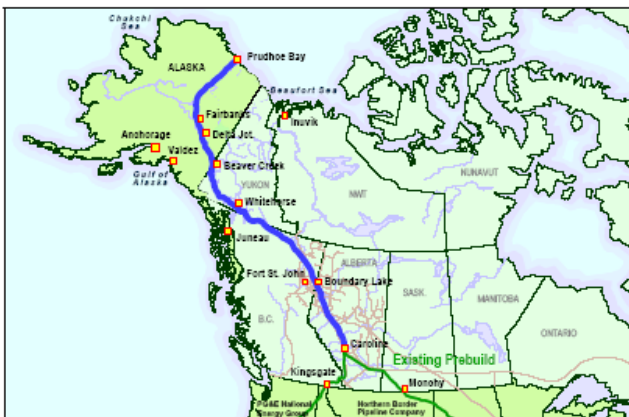 Chakchi
Sea
Prudhoe Bay
ALASKA
Beaufort Sea
Fairbanks
Inuvik
Delta Jct.
Anchorage
Valdez
Beaver Creek
Gulf of
Alaska
YUKON
NWT
NUNAVUT
Whitehorse
Juneau
ALBERTA
Fort St. John
Boundary Lake
SASK.
MANITOBA
B.C.
ONTARIO
Caroline
Existing Prebuild
Kingsgate
Monchy
PG&E National
Energy Group
Northern Border
Pipeline Company